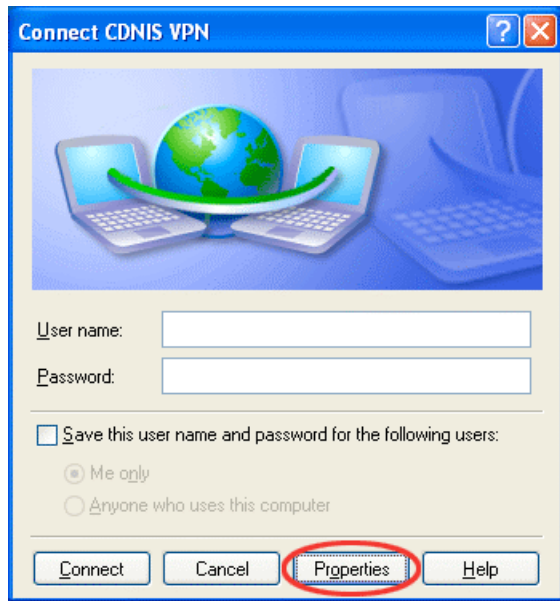 Connect CDNIS VPN
User name:
Password:
Save this user name and password for the following users:
Me only
Anyone who uses this computer
Connect Cancel Properties Help